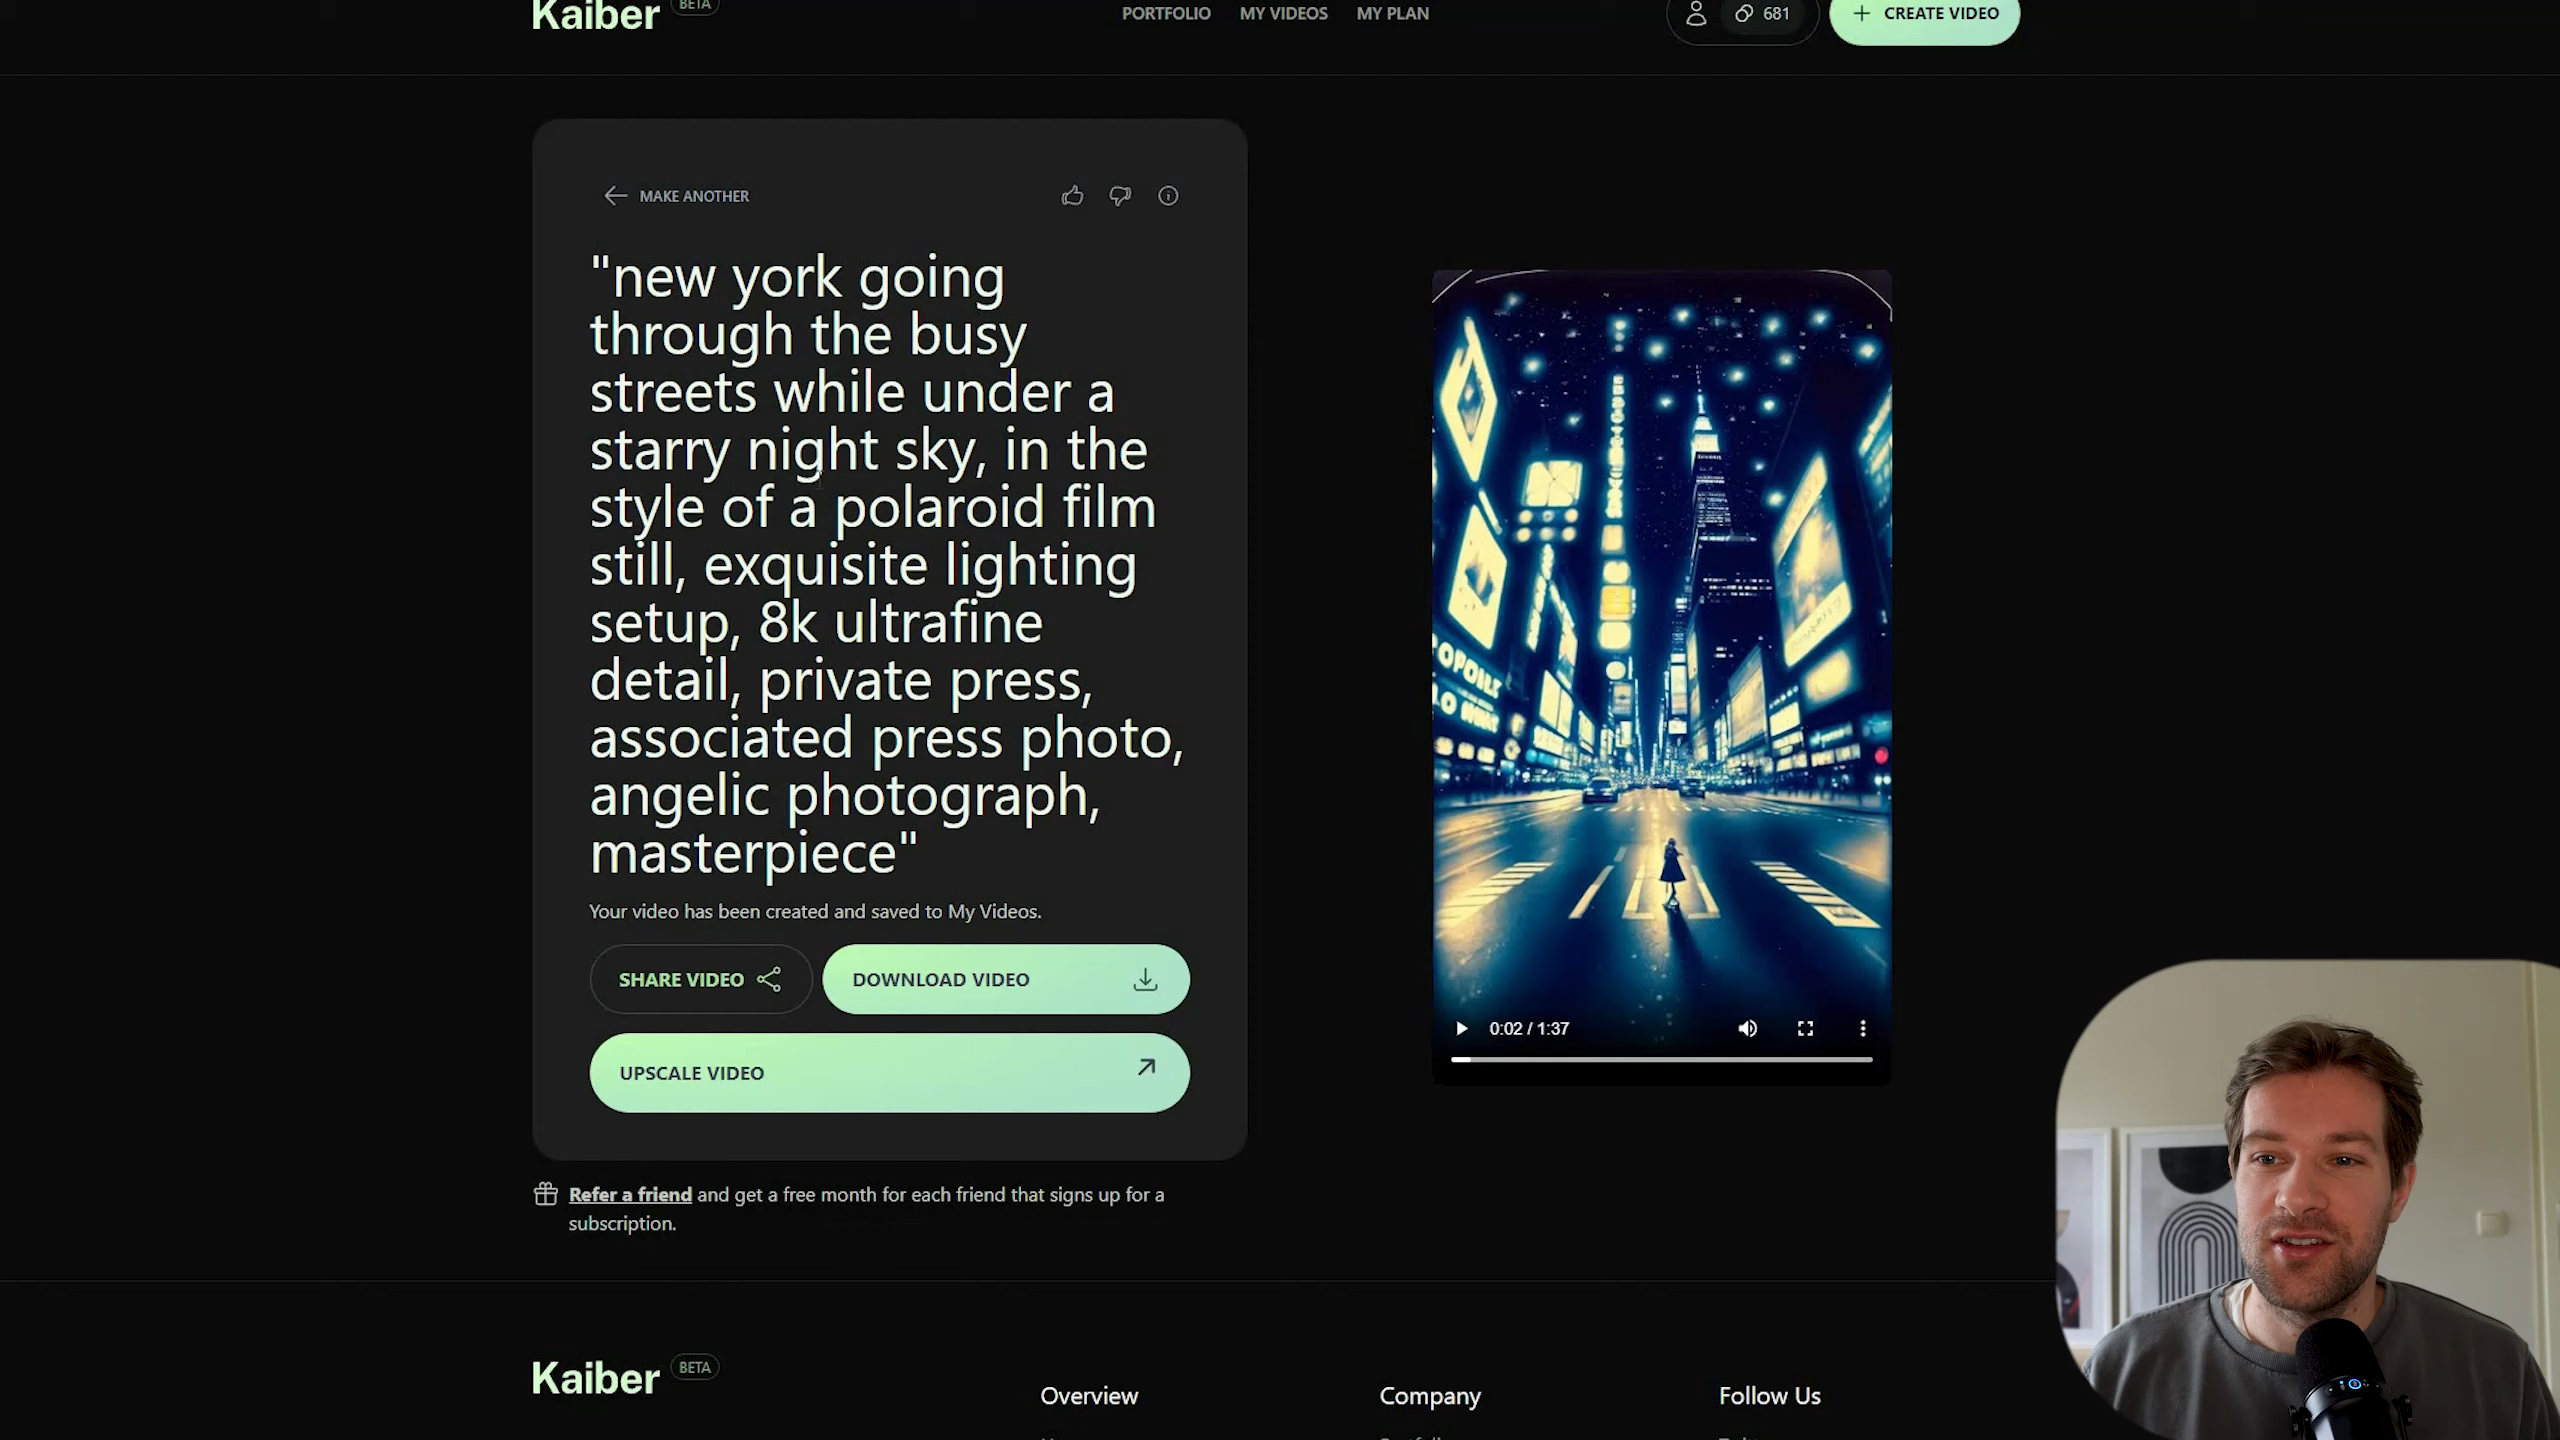 Kaiber BETA
PORTFOLIO MY VIDEOS MY PLAN
681
CREATE VIDEO
MAKE ANOTHER
"new york going
through the busy
streets while under a
starry night sky, in the
style of a polaroid film
still, exquisite lighting
setup, 8k ultrafine
detail, private press,
associated press photo,
angelic photograph,
masterpiece"
Your video has been created and saved to My Videos.
SHARE VIDEO
DOWNLOAD VIDEO
UPSCALE VIDEO
0:02 / 1:37
Refer a friend and get a free month for each friend that signs up for a
subscription.
Kaiber BETA
Overview
Company
Follow Us